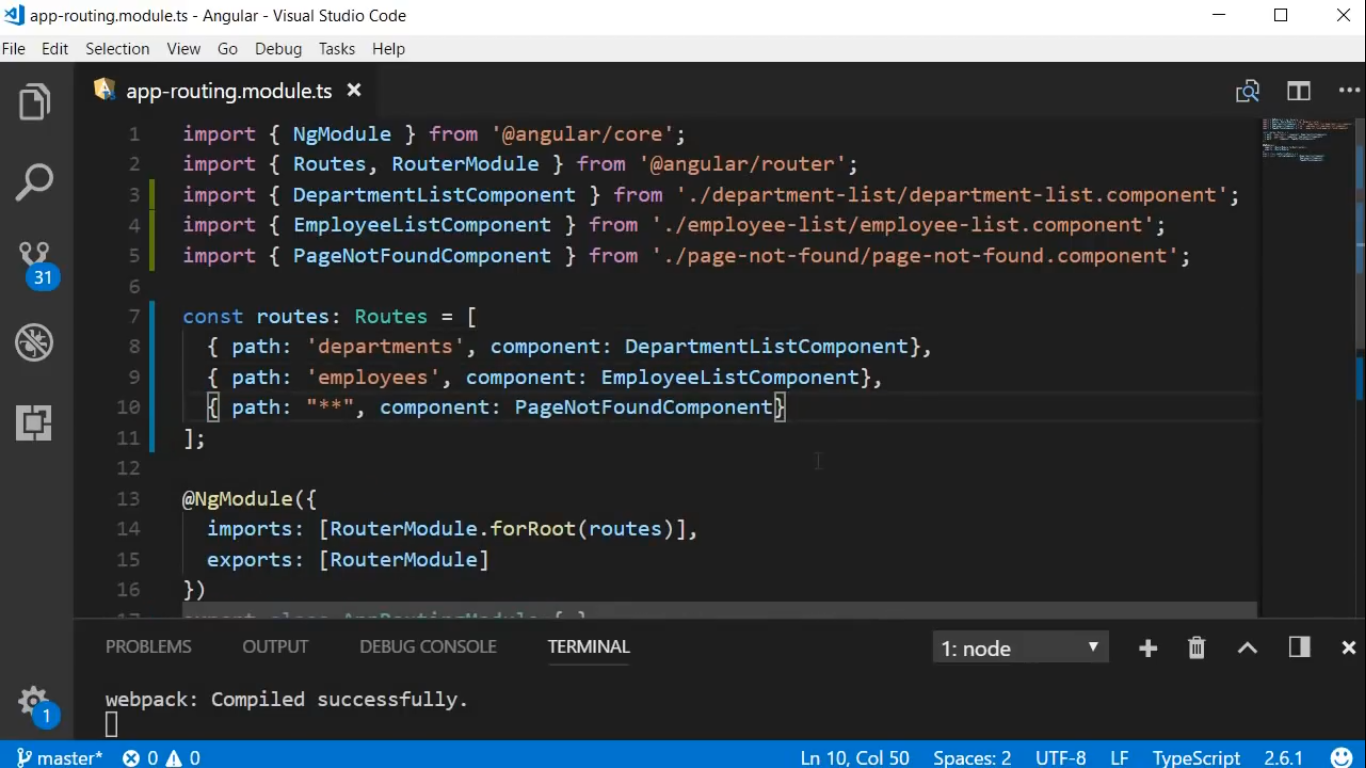 app-routing.module.ts - Angular - Visual Studio Code
File Edit Selection View Go Debug Tasks Help
app-routing.module.ts
1 import { NgModule } from '@angular/core';
2 import { Routes, RouterModule } from '@angular/router';
3 import { DepartmentListComponent } from './department-list/department-list.component';
4 import { EmployeeListComponent } from './employee-list/employee-list.component';
5 import { PageNotFoundComponent } from './page-not-found/page-not-found.component';
6
7 const routes: Routes = [
8 { path: 'departments', component: DepartmentListComponent},
9 { path: 'employees', component: EmployeeListComponent},
10 { path: "**", component: PageNotFoundComponent}
11 ];
12
13 @NgModule({
14 imports: [RouterModule.forRoot(routes)],
15 exports: [RouterModule]
16 })
17 export class AppRoutingModule { }
31
PROBLEMS OUTPUT DEBUG CONSOLE TERMINAL 1: node
webpack: Compiled successfully.
1
master* 0 0 Ln 10, Col 50 Spaces: 2 UTF-8 LF TypeScript 2.6.1